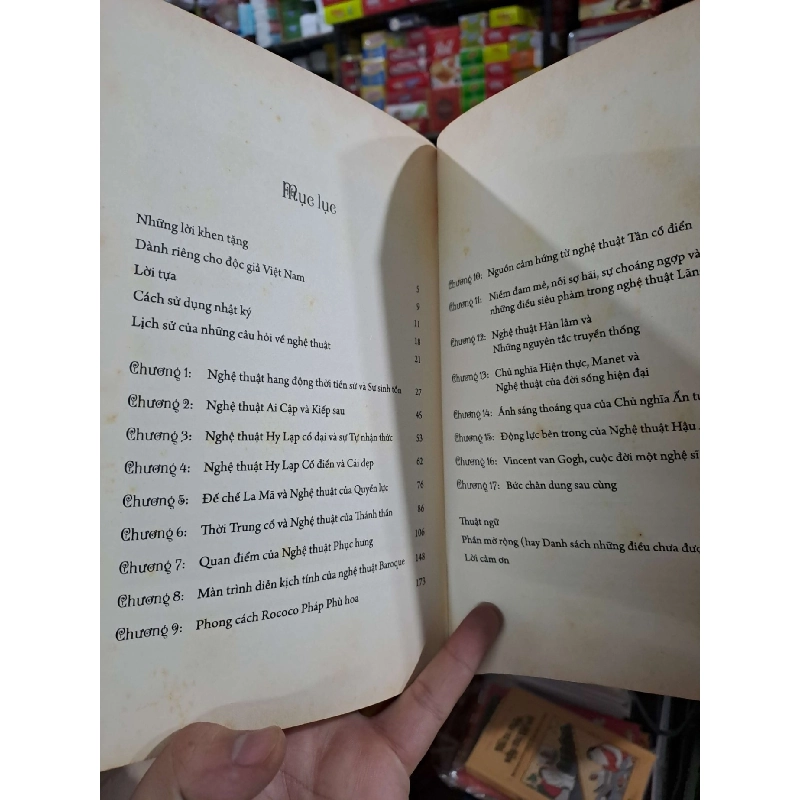 Mục lục
Những lời khen tặng
Dành riêng cho độc giả Việt Nam 3
Lời tựa 9
Cách sử dụng nhật ký 11
Lịch sử của những câu hỏi về nghệ thuật 18
21
Chương 1: Nghệ thuật hang động thời tiền sử và Sự sinh tồn 27
Chương 2: Nghệ thuật Ai Cập và Kiếp sau 45
Chương 3: Nghệ thuật Hy Lạp cổ đại và sự Tự nhận thức 53
Chương 4: Nghệ thuật Hy Lạp Cổ điển và Cái đẹp 62
Chương 5: Đế chế La Mã và Nghệ thuật của Quyền lực 76
Chương 6: Thời Trung cổ và Nghệ thuật của Thánh thần 86
Chương 7: Quan điểm của Nghệ thuật Phục hưng 106
Chương 8: Màn trình diễn kịch tính của nghệ thuật Baroque 148
Chương 9: Phong cách Rococo Pháp Phù hoa 173
Chương 10: Nguồn cảm hứng từ nghệ thuật Tân cổ điển
Chương 11: Niềm đam mê, nỗi sợ hãi, sự choáng ngợp và
những điều siêu phàm trong nghệ thuật Lãn
Chương 12: Nghệ thuật Hàn lâm và
Những nguyên tắc truyền thống
Chương 13: Chủ nghĩa Hiện thực, Manet và
Nghệ thuật của đời sống hiện đại
Chương 14: Ánh sáng thoáng qua của Chủ nghĩa Ấn
Chương 15: Động lực bên trong của Nghệ thuật Hậu
Chương 16: Vincent van Gogh, cuộc đời một nghệ sĩ
Chương 17: Bức chân dung sau cùng
Thuật ngữ
Phần mở rộng (hay Danh sách những điều chưa đượ
Lời cảm ơn